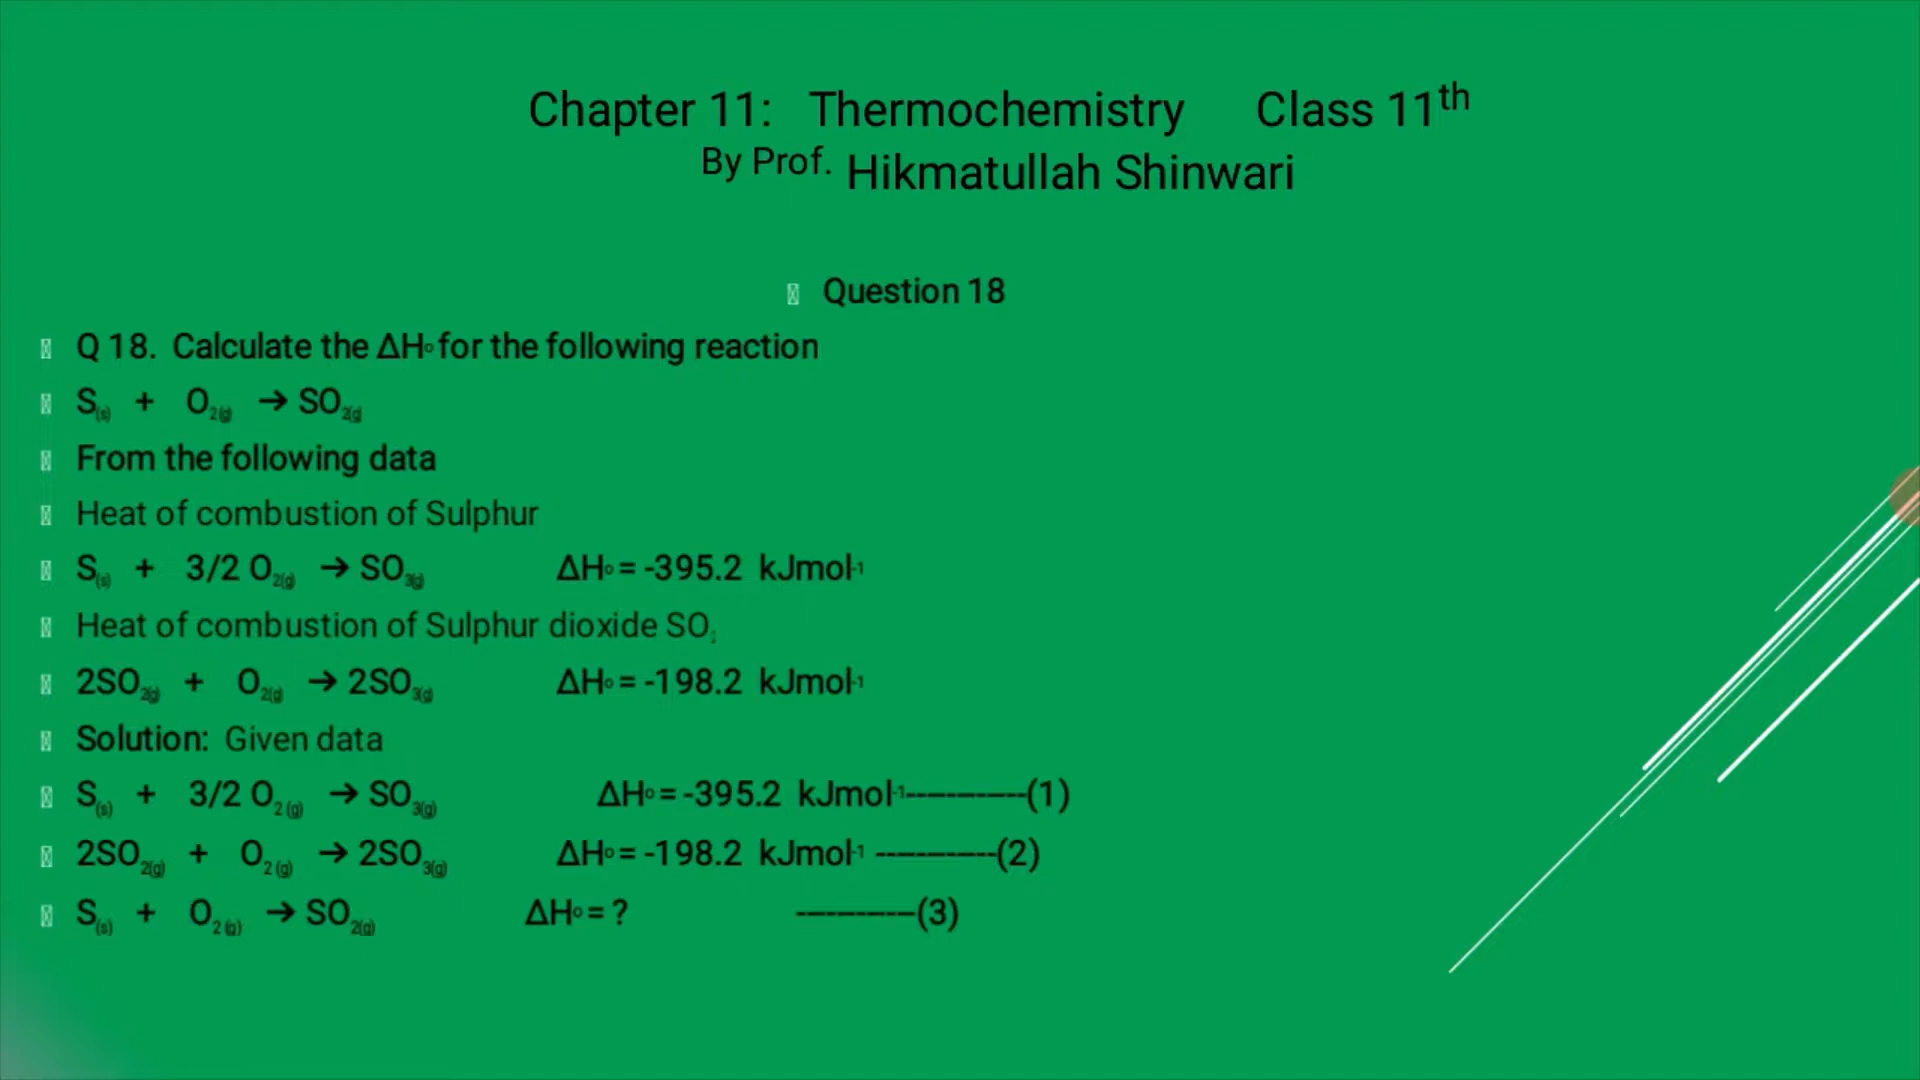 Chapter 11: Thermochemistry Class 11th
By Prof. Hikmatullah Shinwari
Question 18
Q 18. Calculate the ΔH° for the following reaction
S(s) + O2(g) → SO2(g)
From the following data
Heat of combustion of Sulphur
S(s) + 3/2 O2(g) → SO3(g) ΔH° = -395.2 kJmol-1
Heat of combustion of Sulphur dioxide SO2
2SO2(g) + O2(g) → 2SO3(g) ΔH° = -198.2 kJmol-1
Solution: Given data
S(s) + 3/2 O2(g) → SO3(g) ΔH° = -395.2 kJmol-1------------(1)
2SO2(g) + O2(g) → 2SO3(g) ΔH° = -198.2 kJmol-1 ------------(2)
S(s) + O2(g) → SO2(g) ΔH° = ? ------------(3)